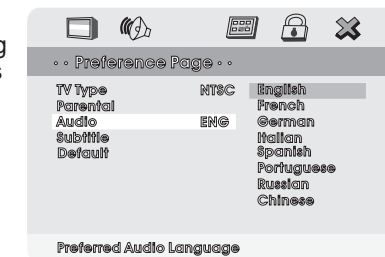 g
s
·· Preference Page ··
TV Type NTSC English
Parental French
Audio ENG German
Subtitle Italian
Default Spanish
Portuguese
Russian
Chinese
Preferred Audio Language